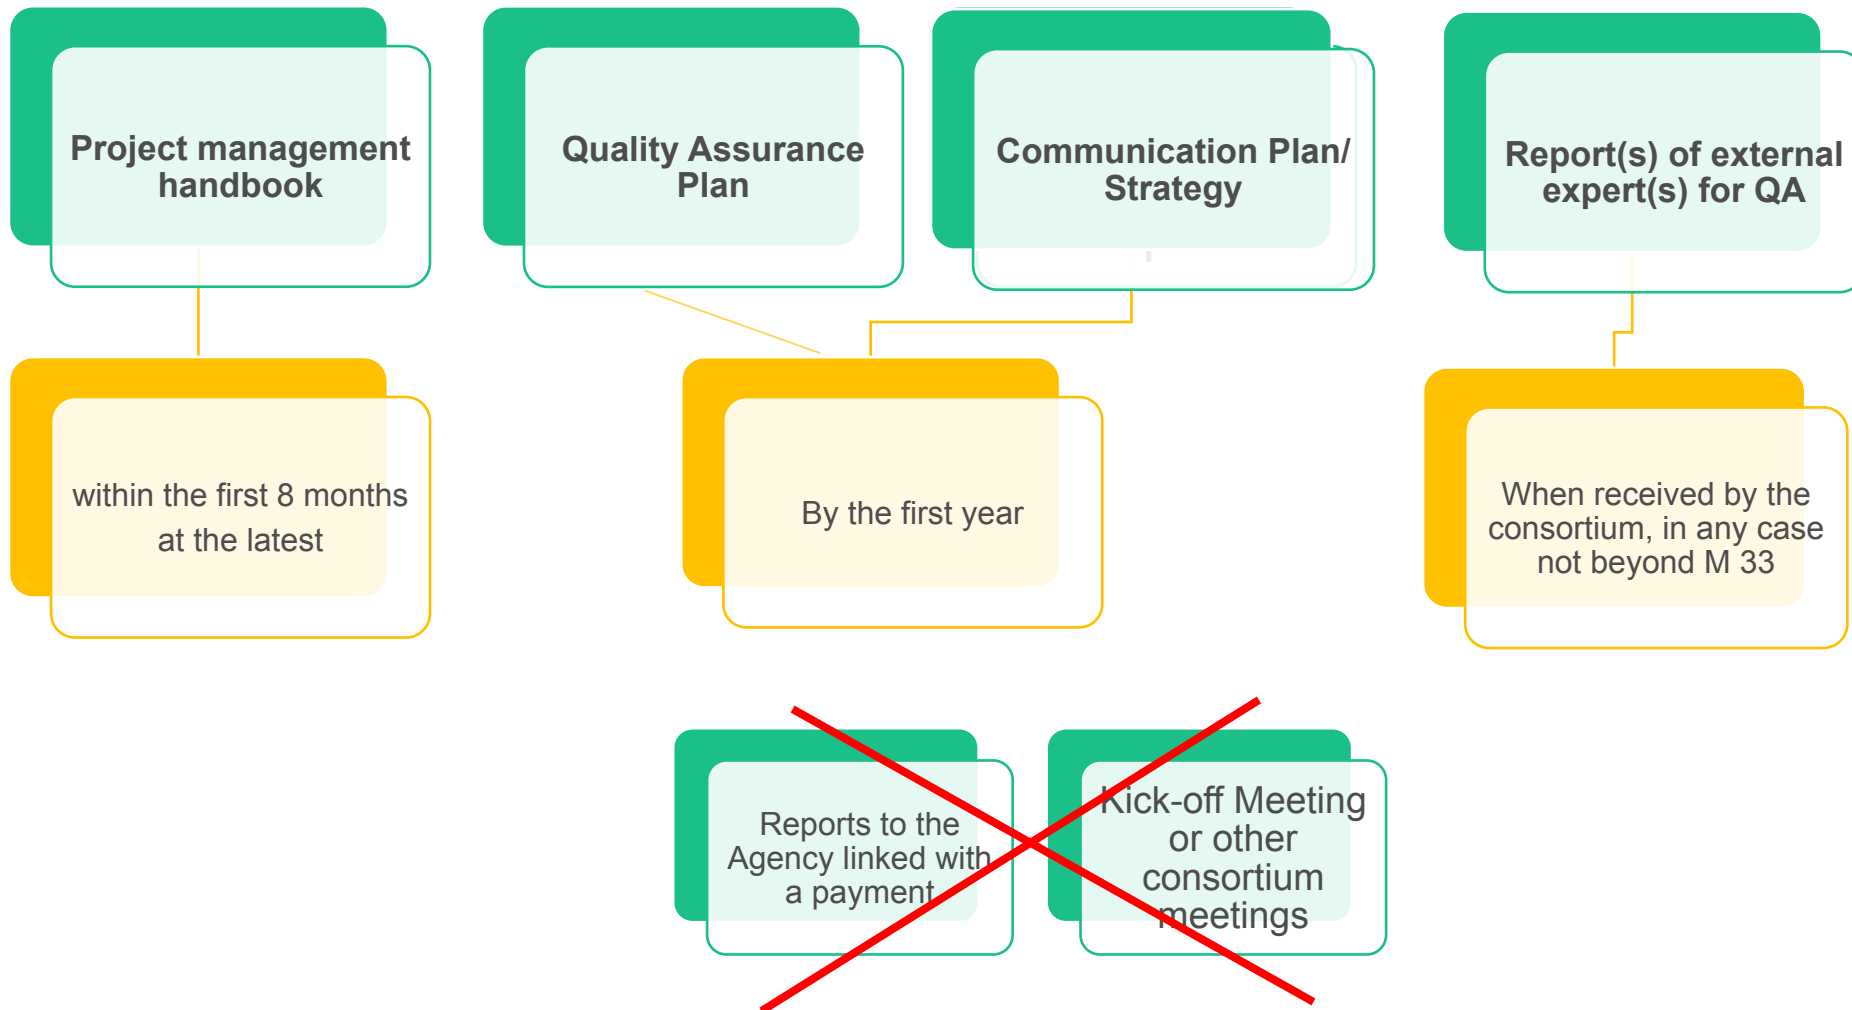 Project management
handbook
Quality Assurance
Plan
Communication Plan/
Strategy
Report(s) of external
expert(s) for QA
within the first 8 months
at the latest
By the first year
When received by the
consortium, in any case
not beyond M 33
Reports to the
Agency linked with
a payment
Kick-off Meeting
or other
consortium
meetings